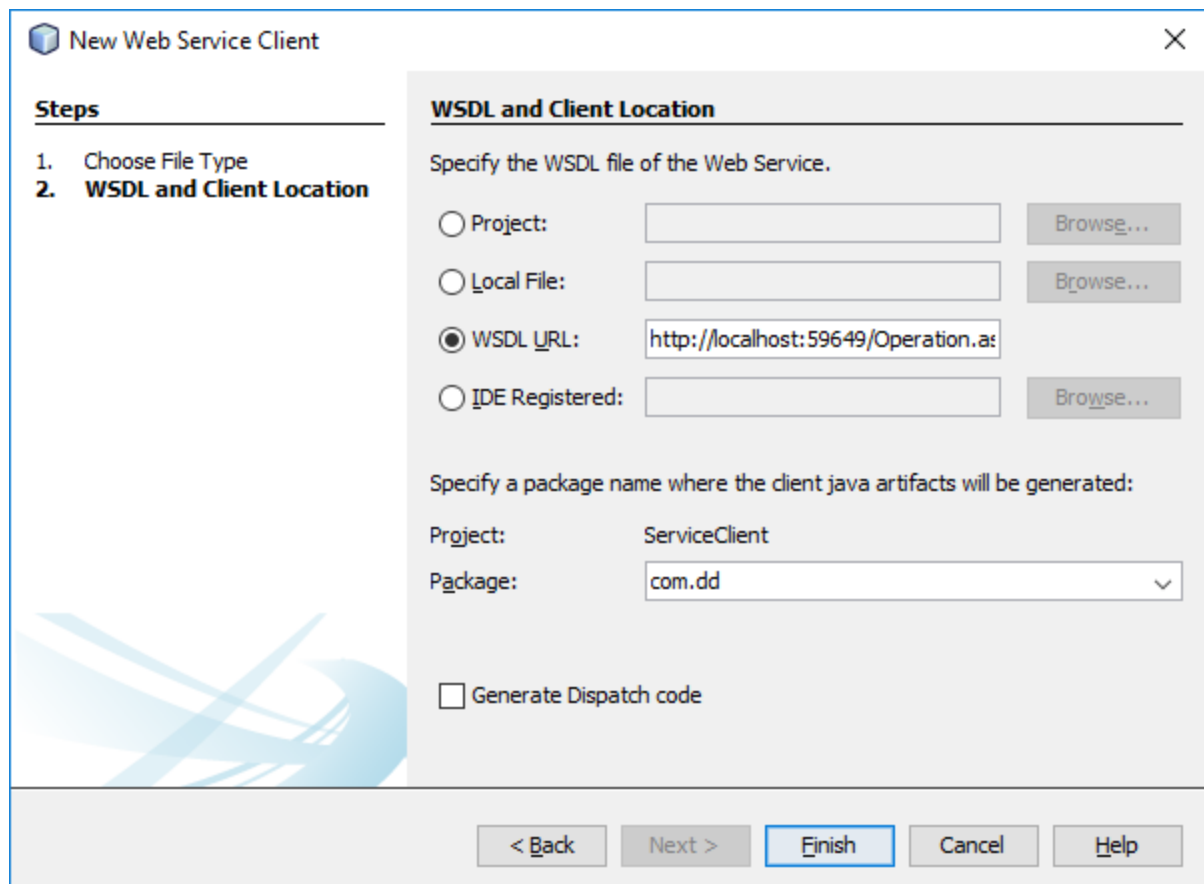 New Web Service Client
Steps
1. Choose File Type
2. WSDL and Client Location
WSDL and Client Location
Specify the WSDL file of the Web Service.
Project: Browse...
Local File: Browse...
WSDL URL: http://localhost:59649/Operation.as
IDE Registered: Browse...
Specify a package name where the client java artifacts will be generated:
Project: ServiceClient
Package: com.dd
Generate Dispatch code
< Back Next > Finish Cancel Help